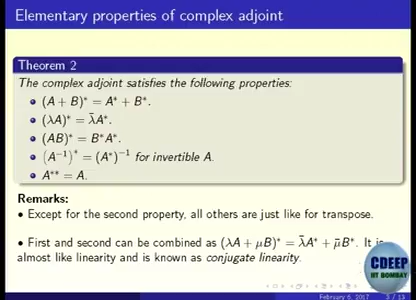 Elementary properties of complex adjoint
Theorem 2
The complex adjoint satisfies the following properties:
• (A + B)* = A* + B*.
• (λA)* = λ̄A*.
• (AB)* = B*A*.
• (A⁻¹)* = (A*)⁻¹ for invertible A.
• A** = A.
Remarks:
• Except for the second property, all others are just like for transpose.
• First and second can be combined as (λA + μB)* = λ̄A* + μ̄B*. It is
almost like linearity and is known as conjugate linearity.
CDEEP
IIT BOMBAY
February 6, 2017 3 / 13